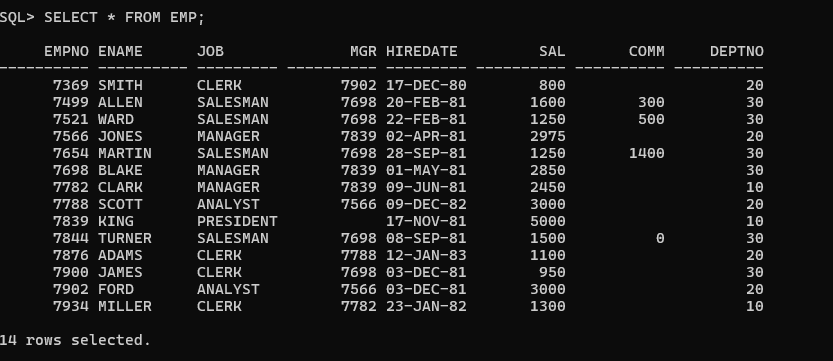 SQL> SELECT * FROM EMP;
     EMPNO ENAME      JOB              MGR HIREDATE         SAL       COMM     DEPTNO
---------- ---------- --------- ---------- --------- ---------- ---------- ----------
      7369 SMITH      CLERK           7902 17-DEC-80        800                    20
      7499 ALLEN      SALESMAN        7698 20-FEB-81       1600        300         30
      7521 WARD       SALESMAN        7698 22-FEB-81       1250        500         30
      7566 JONES      MANAGER         7839 02-APR-81       2975                    20
      7654 MARTIN     SALESMAN        7698 28-SEP-81       1250       1400         30
      7698 BLAKE      MANAGER         7839 01-MAY-81       2850                    30
      7782 CLARK      MANAGER         7839 09-JUN-81       2450                    10
      7788 SCOTT      ANALYST         7566 09-DEC-82       3000                    20
      7839 KING       PRESIDENT            17-NOV-81       5000                    10
      7844 TURNER     SALESMAN        7698 08-SEP-81       1500          0         30
      7876 ADAMS      CLERK           7788 12-JAN-83       1100                    20
      7900 JAMES      CLERK           7698 03-DEC-81        950                    30
      7902 FORD       ANALYST         7566 03-DEC-81       3000                    20
      7934 MILLER     CLERK           7782 23-JAN-82       1300                    10
14 rows selected.